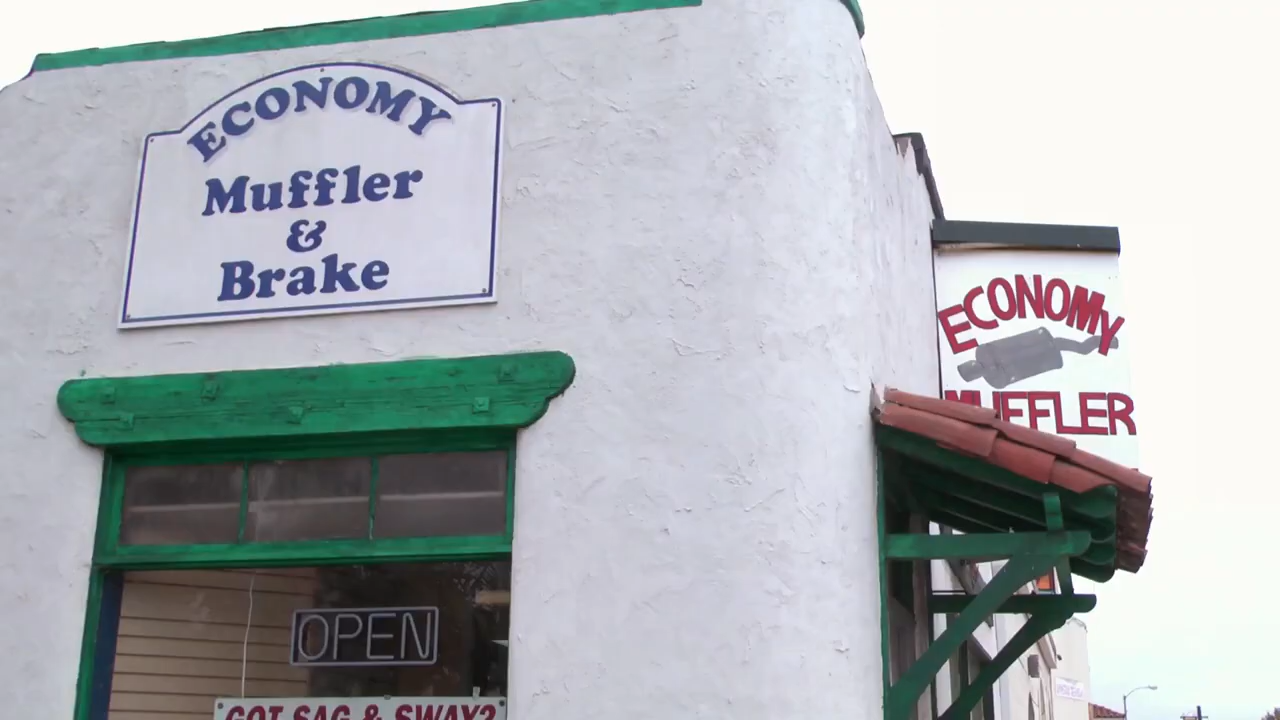 ECONOMY
Muffler
&
Brake
ECONOMY
MUFFLER
OPEN
GOT SAG & SWAY?